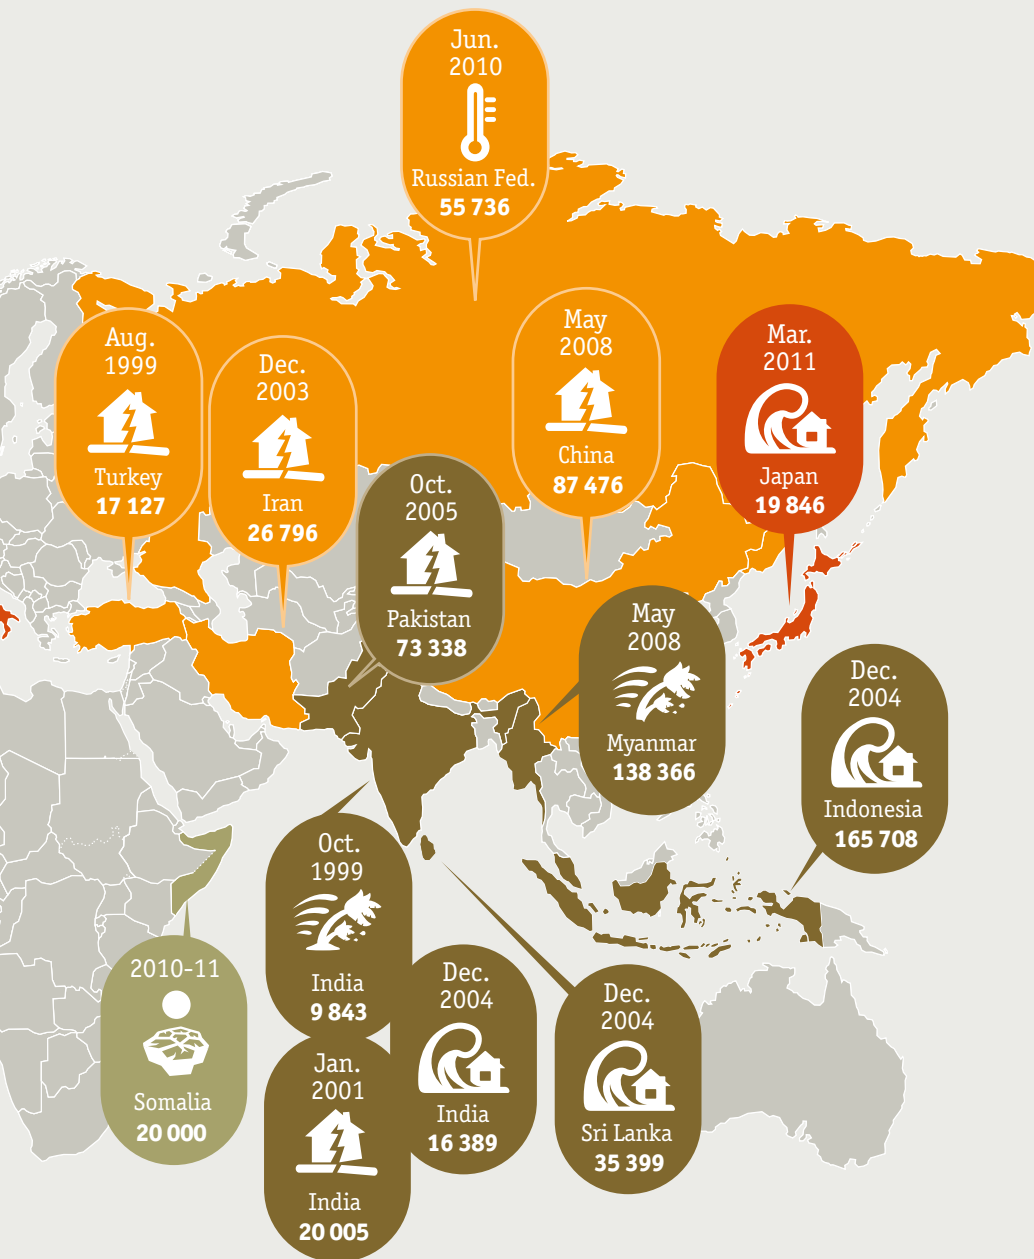 Jun.
2010
Russian Fed.
55 736
Aug.
1999
Turkey
17 127
Dec.
2003
Iran
26 796
May
2008
China
87 476
Mar.
2011
Japan
19 846
Oct.
2005
Pakistan
73 338
May
2008
Myanmar
138 366
Dec.
2004
Indonesia
165 708
Oct.
1999
India
9 843
2010-11
Somalia
20 000
Dec.
2004
India
16 389
Dec.
2004
Sri Lanka
35 399
Jan.
2001
India
20 005